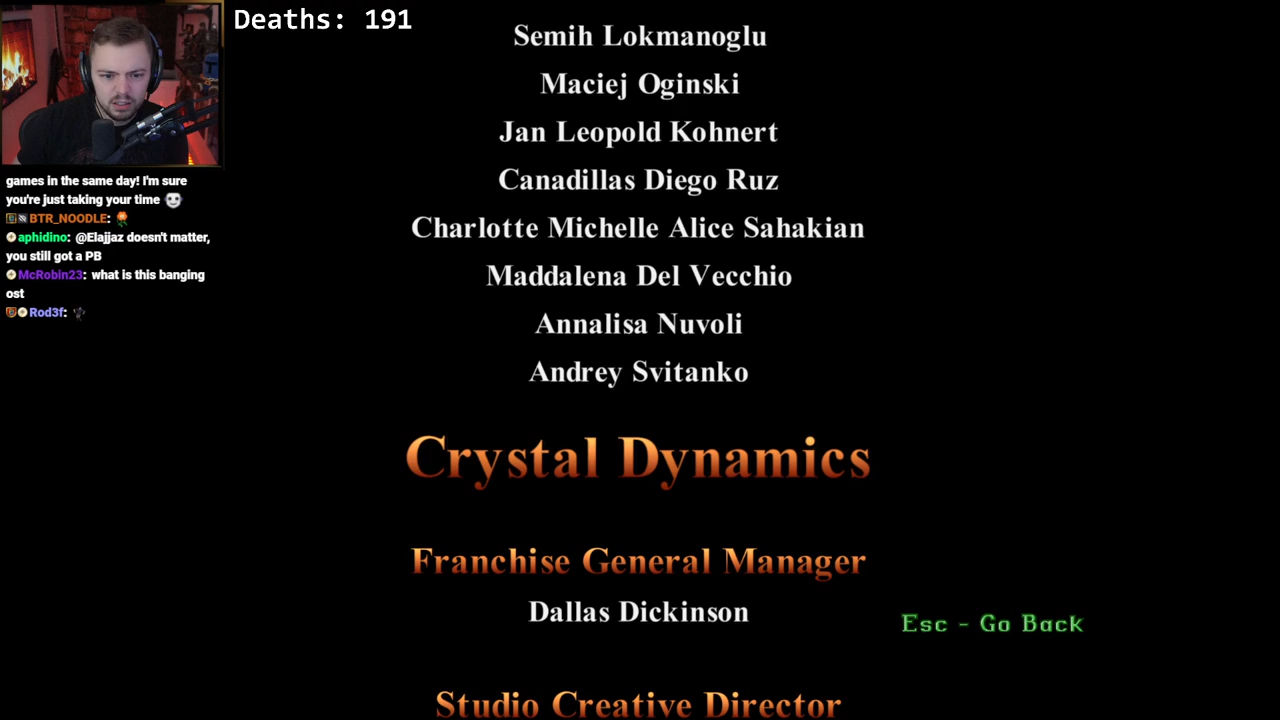 Deaths: 191
games in the same day! I'm sure
you're just taking your time
BTR_NOODLE:
aphidino: @Elajjaz doesn't matter,
you still got a PB
McRobin23: what is this banging
ost
Rod3f:
Semih Lokmanoglu
Maciej Oginski
Jan Leopold Kohnert
Canadillas Diego Ruz
Charlotte Michelle Alice Sahakian
Maddalena Del Vecchio
Annalisa Nuvoli
Andrey Svitanko
Crystal Dynamics
Franchise General Manager
Dallas Dickinson
Esc - Go Back
Studio Creative Director